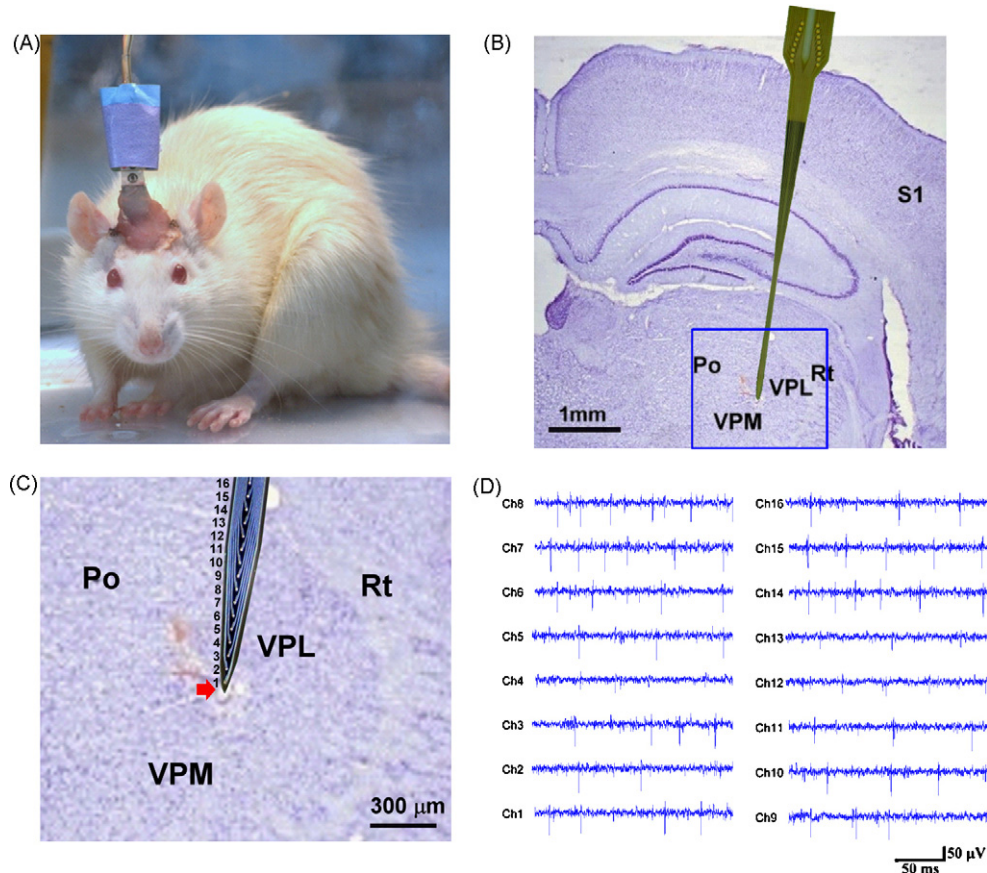 (A)
(B)
S1
Po
Rt
VPL
VPM
1mm
(C)
16
15
14
13
12
11
10
9
8
7
6
5
4
3
2
1
Po
Rt
VPL
VPM
300 μm
(D)
Ch8
Ch7
Ch6
Ch5
Ch4
Ch3
Ch2
Ch1
Ch16
Ch15
Ch14
Ch13
Ch12
Ch11
Ch10
Ch9
50 μV
50 ms